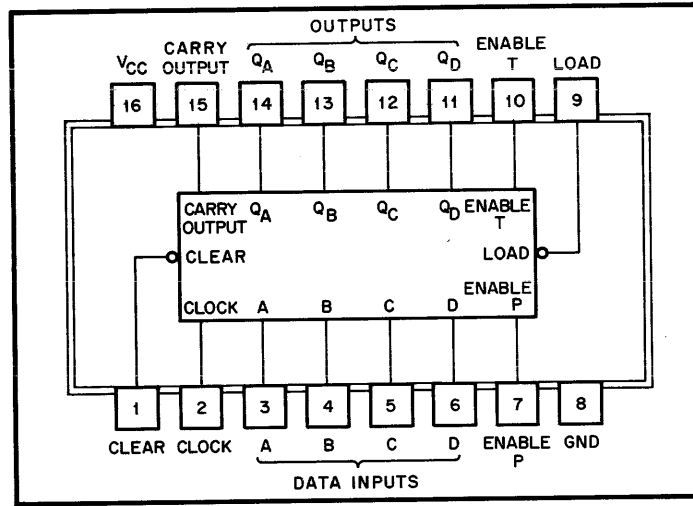 OUTPUTS
VCC CARRY OUTPUT QA QB QC QD ENABLE T LOAD
16 15 14 13 12 11 10 9
CARRY OUTPUT QA QB QC QD ENABLE T
CLEAR LOAD
CLOCK A B C D ENABLE P
1 2 3 4 5 6 7 8
CLEAR CLOCK A B C D ENABLE P GND
DATA INPUTS